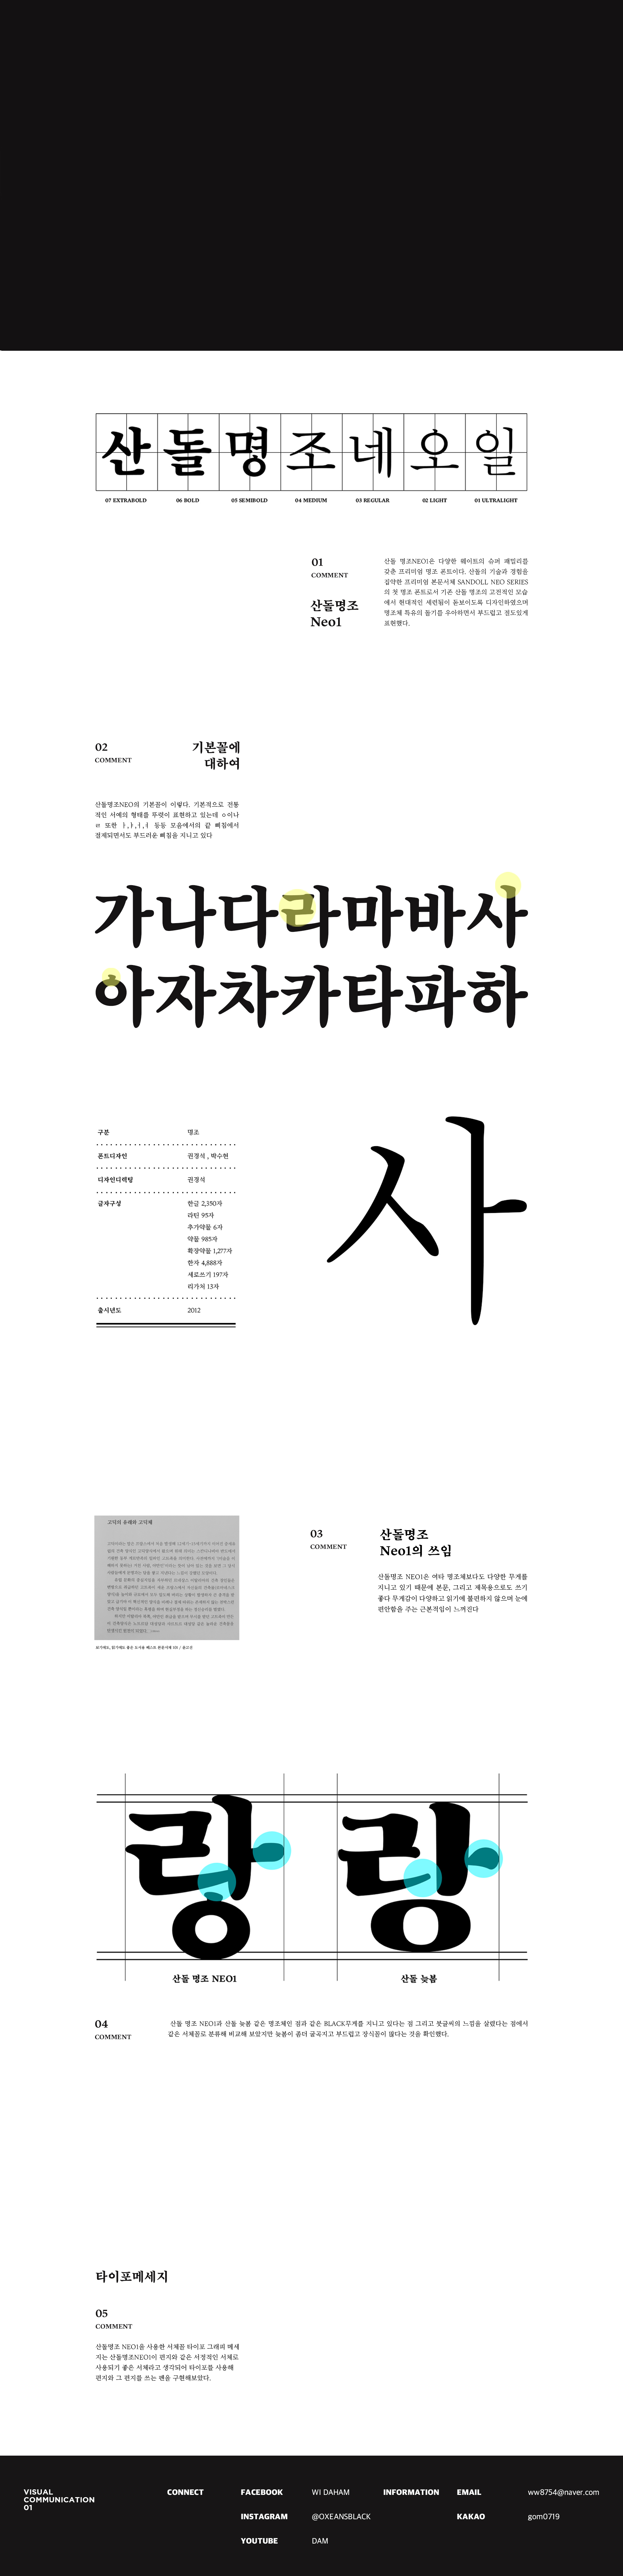 산돌명조네오일
07 EXTRABOLD
06 BOLD
05 SEMIBOLD
04 MEDIUM
03 REGULAR
02 LIGHT
01 ULTRALIGHT
01
COMMENT
산돌명조
Neo1
산돌 명조NEO1은 다양한 웨이트의 슈퍼 패밀리를
갖춘 프리미엄 명조 폰트이다. 산돌의 기술과 경험을
집약한 프리미엄 본문서체 SANDOLL NEO SERIES
의 첫 명조 폰트로서 기존 산돌 명조의 고전적인 모습
에서 현대적인 세련됨이 돋보이도록 디자인하였으며
명조체 특유의 돌기를 우아하면서 부드럽고 절도있게
표현했다.
02
COMMENT
기본꼴에
대하여
산돌명조NEO의 기본꼴이 이렇다. 기본적으로 전통
적인 서예의 형태를 뚜렷이 표현하고 있는데 ㅇ이나
ㄹ 또한 ㅏ,ㅑ,ㅓ,ㅕ 등등 모음에서의 끝 삐침에서
절제되면서도 부드러운 삐침을 지니고 있다
가나다라마바사
아자차카타파하
구분 명조
폰트디자인 권경석 , 박수현
디자인디렉팅 권경석
글자구성 한글 2,350자
라틴 95자
추가약물 6자
약물 985자
확장약물 1,277자
한자 4,888자
세로쓰기 197자
리가처 13자
출시년도 2012
사
고딕의 유래와 고딕체
03
COMMENT
산돌명조
Neo1의 쓰임
산돌명조 NEO1은 여타 명조체보다도 다양한 무게를
지니고 있기 때문에 본문, 그리고 제목용으로도 쓰기
좋다 무게감이 다양하고 읽기에 불편하지 않으며 눈에
편안함을 주는 근본적임이 느껴진다
랑
랑
산돌 명조 NEO1
산돌 늦봄
04
COMMENT
산돌 명조 NEO1과 산돌 늦봄 같은 명조체인 점과 같은 BLACK무게를 지니고 있다는 점 그리고 붓글씨의 느낌을 살렸다는 점에서
같은 서체꼴로 분류해 비교해 보았지만 늦봄이 좀더 굴곡지고 부드럽고 장식꼴이 많다는 것을 확인했다.
타이포메세지
05
COMMENT
산돌명조 NEO1을 사용한 서체꼴 타이포 그래픽 메세
지는 산돌명조NEO1이 편지와 같은 서정적인 서체로
사용되기 좋은 서체라고 생각되어 타이포를 사용해
편지와 그 편지를 쓰는 펜을 구현해보았다.
VISUAL
COMMUNICATION
01
CONNECT
FACEBOOK WI DAHAM
INSTAGRAM @OXEANSBLACK
YOUTUBE DAM
INFORMATION
EMAIL ww8754@naver.com
KAKAO gom0719